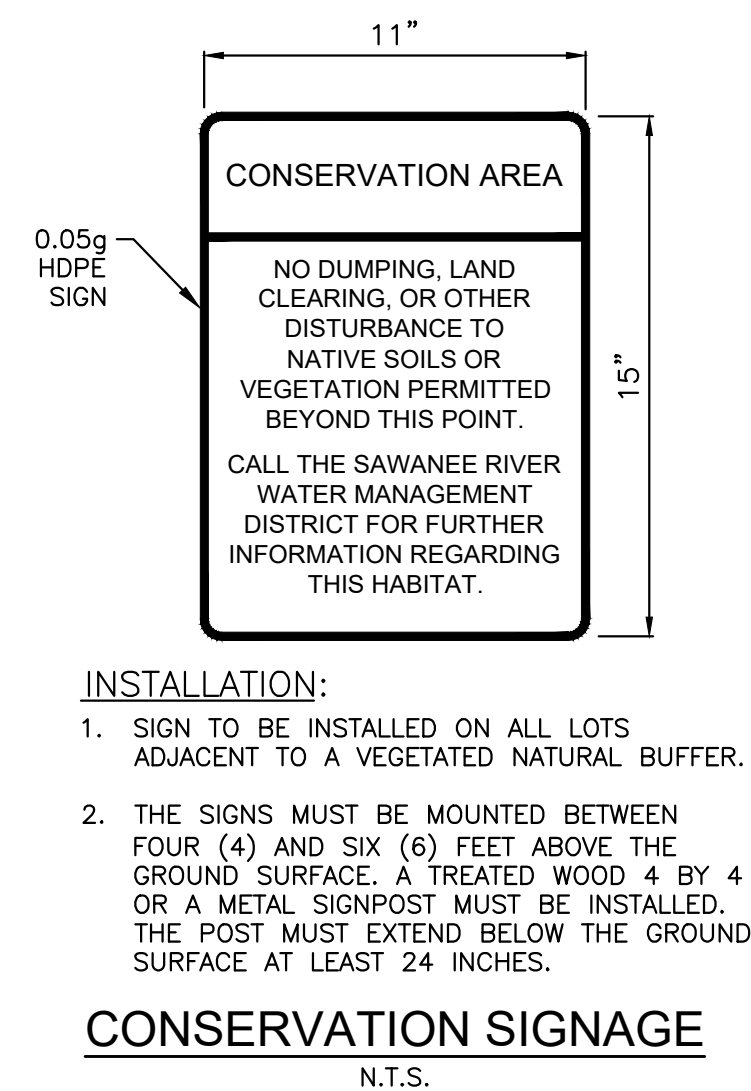 11"
CONSERVATION AREA
0.05g
HDPE
SIGN
NO DUMPING, LAND
CLEARING, OR OTHER
DISTURBANCE TO
NATIVE SOILS OR
VEGETATION PERMITTED
BEYOND THIS POINT.
15"
CALL THE SAWANEE RIVER
WATER MANAGEMENT
DISTRICT FOR FURTHER
INFORMATION REGARDING
THIS HABITAT.
INSTALLATION:
1. SIGN TO BE INSTALLED ON ALL LOTS
ADJACENT TO A VEGETATED NATURAL BUFFER.
2. THE SIGNS MUST BE MOUNTED BETWEEN
FOUR (4) AND SIX (6) FEET ABOVE THE
GROUND SURFACE. A TREATED WOOD 4 BY 4
OR A METAL SIGNPOST MUST BE INSTALLED.
THE POST MUST EXTEND BELOW THE GROUND
SURFACE AT LEAST 24 INCHES.
CONSERVATION SIGNAGE
N.T.S.